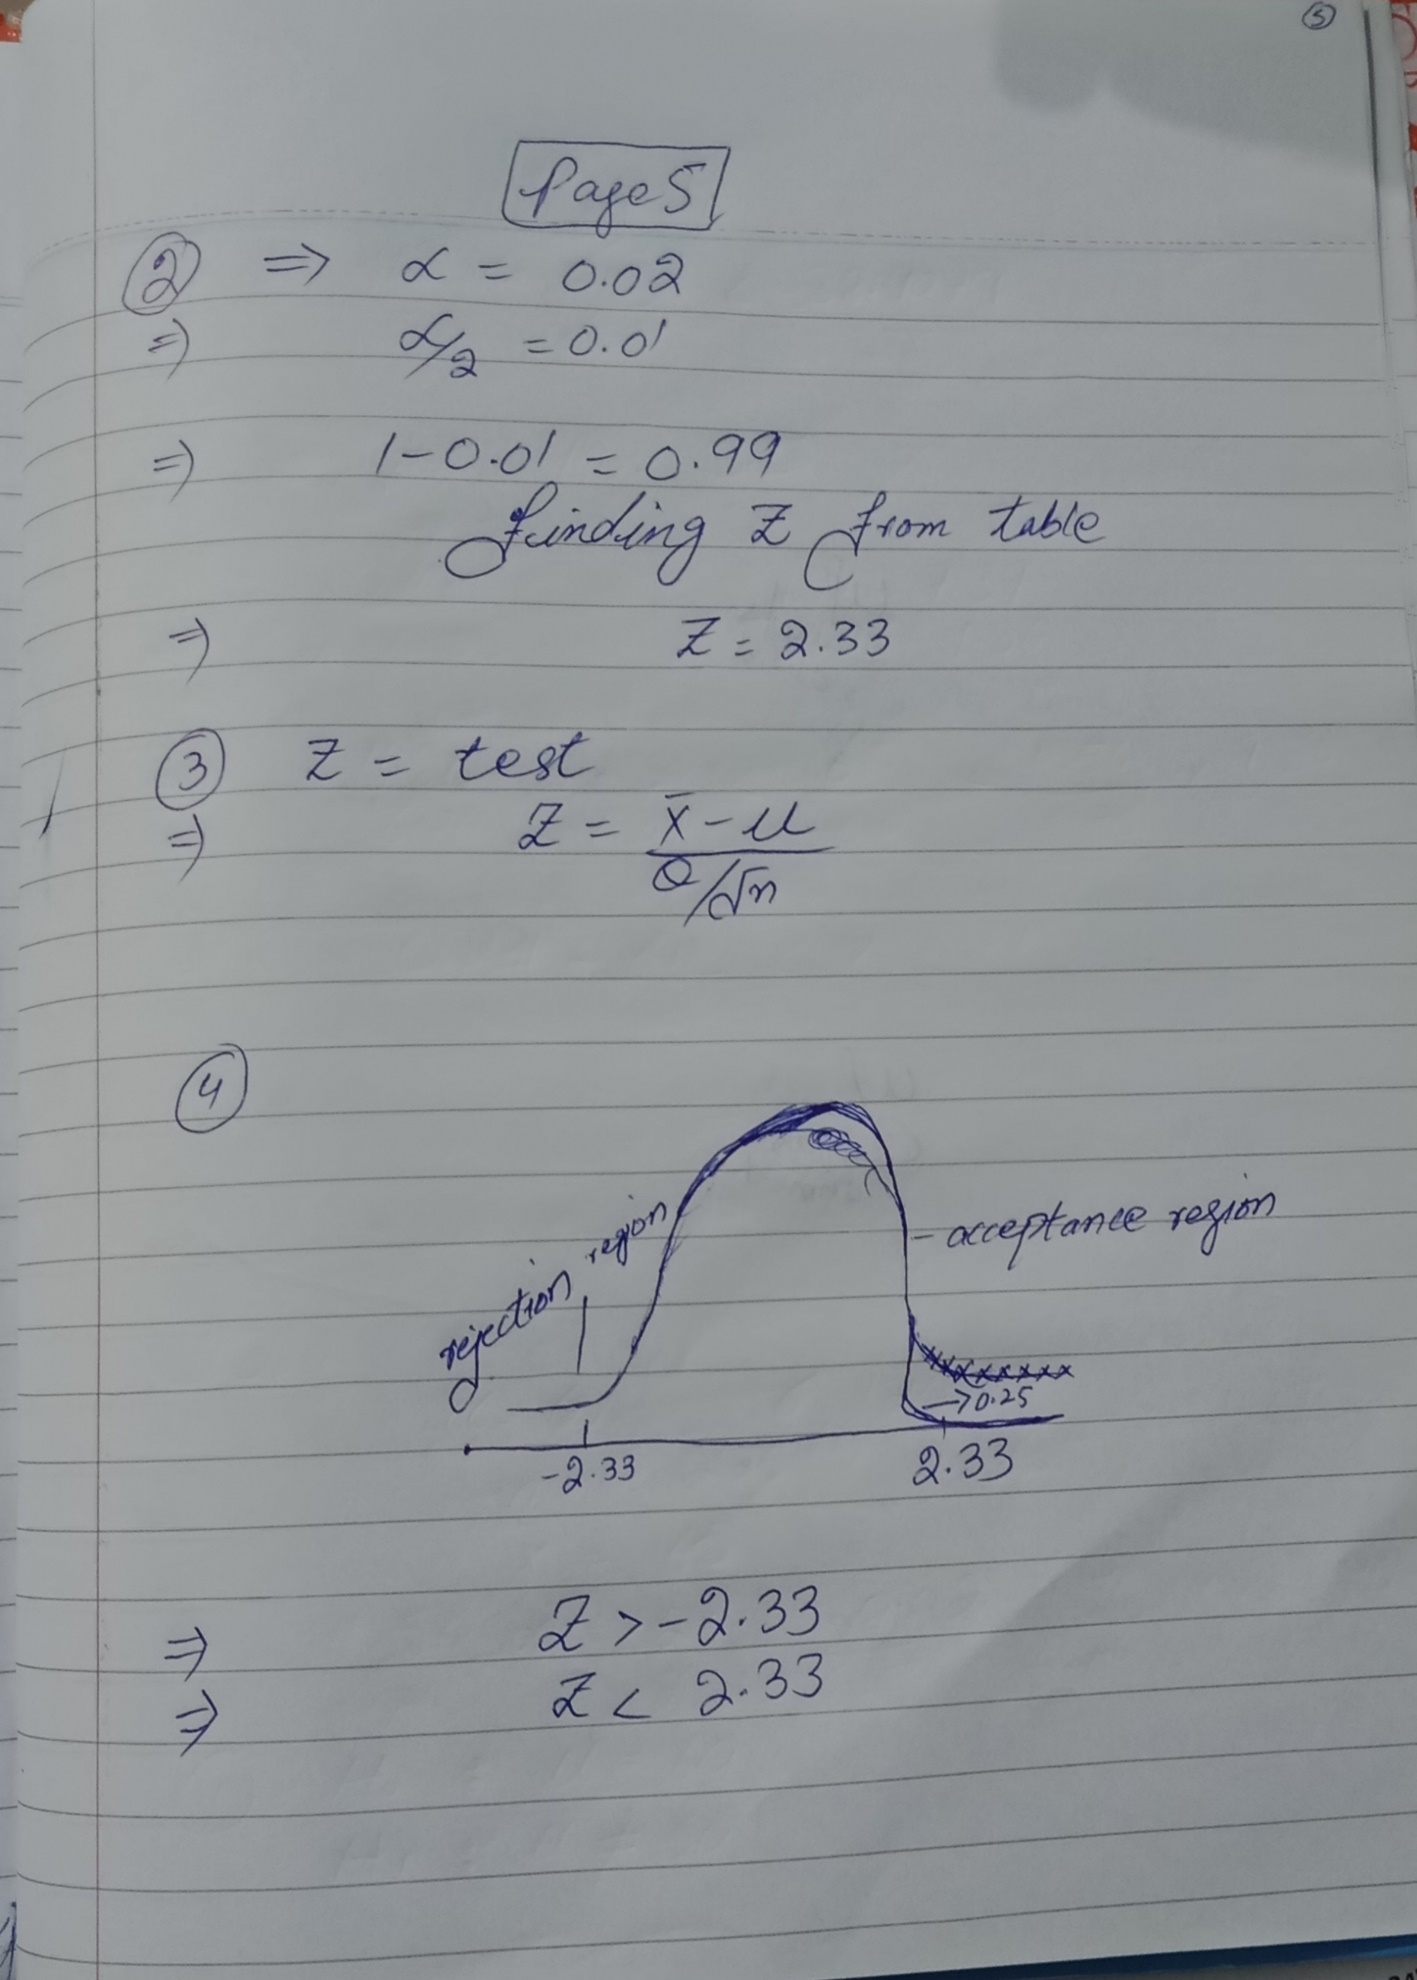 5
Page 5
2 ⇒ α = 0.02
⇒ α/2 = 0.01
⇒ 1-0.01 = 0.99
finding Z from table
⇒ Z = 2.33
3 Z = test
⇒ Z = x̄ - μ / σ/√n
4
rejection region
- acceptance region
→ 0.25
-2.33 2.33
⇒ Z > -2.33
⇒ Z < 2.33